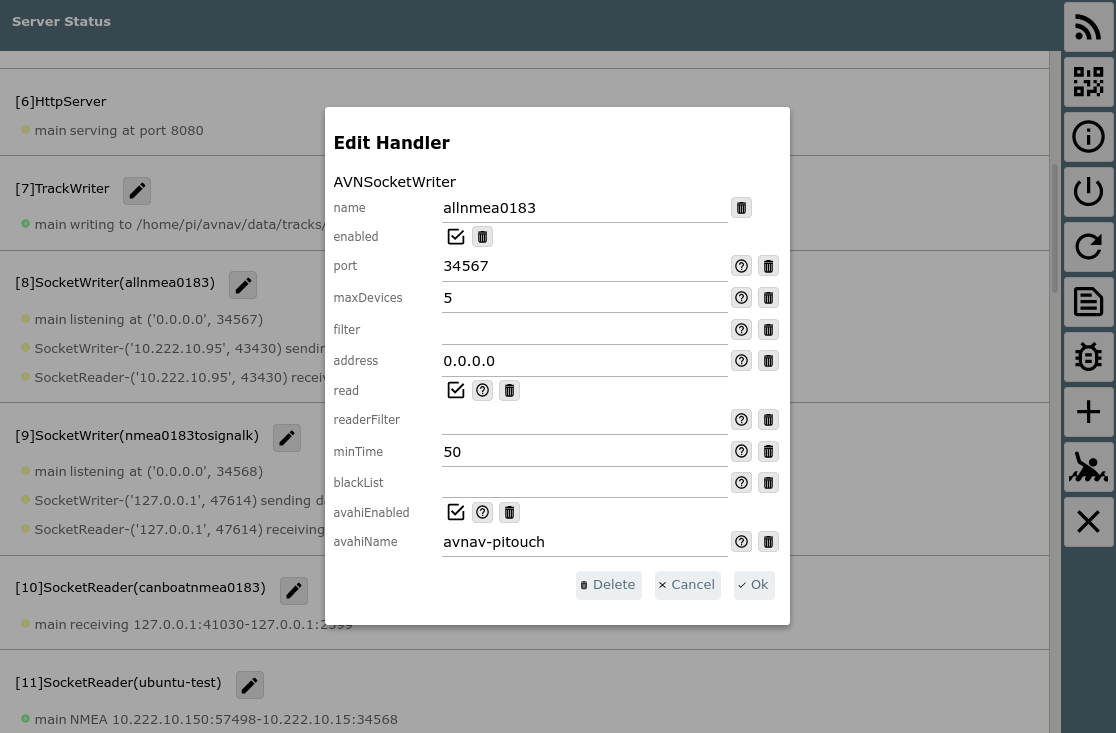 Server Status
[6]HttpServer
main serving at port 8080
[7]TrackWriter
main writing to /home/pi/avnav/data/tracks/
[8]SocketWriter(allnmea0183)
main listening at ('0.0.0.0', 34567)
SocketWriter-('10.222.10.95', 43430) sendin
SocketReader-('10.222.10.95', 43430) recei
[9]SocketWriter(nmea0183tosignalk)
main listening at ('0.0.0.0', 34568)
SocketWriter-('127.0.0.1', 47614) sending d
SocketReader-('127.0.0.1', 47614) receiving
[10]SocketReader(canboatnmea0183)
main receiving 127.0.0.1:41030-127.0.0.1:2599
[11]SocketReader(ubuntu-test)
main NMEA 10.222.10.150:57498-10.222.10.15:34568
Edit Handler
AVNSocketWriter
name allnmea0183
enabled
port 34567
maxDevices 5
filter
address 0.0.0.0
read
readerFilter
minTime 50
blackList
avahiEnabled
avahiName avnav-pitouch
Delete Cancel Ok